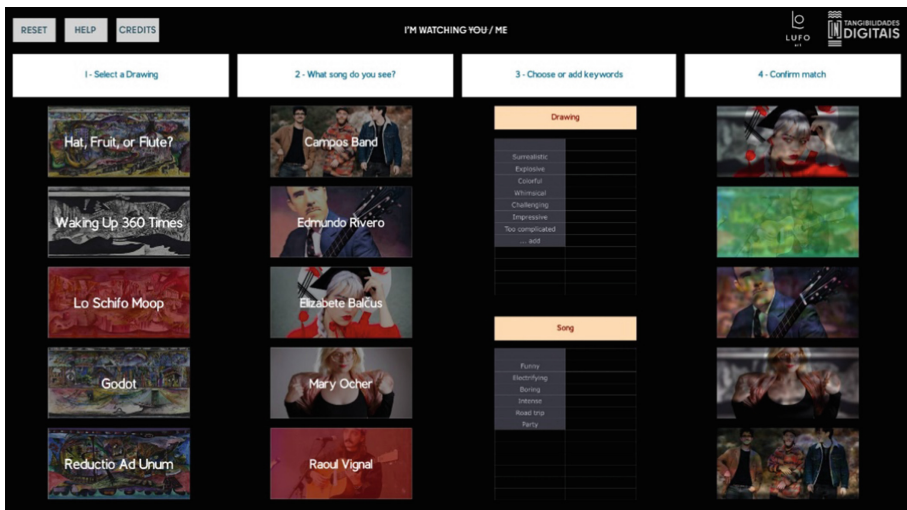 RESET HELP CREDITS
I'M WATCHING YOU / ME
LO
LUFO
TANGIBILIDADES
[IN]DIGITAIS
1 - Select a Drawing
2 - What song do you see?
3 - Choose or add keywords
4 - Confirm match
Hat, Fruit, or Flute?
Waking Up 360 Times
Lo Schifo Moop
Godot
Reductio Ad Unum
Campos Band
Edmundo Rivero
Elizabete Balčus
Mary Ocher
Raoul Vignal
Drawing
Surrealistic
Explosive
Colorful
Whimsical
Challenging
Impressive
Too complicated
... add
Song
Funny
Electrifying
Boring
Intense
Road trip
Party